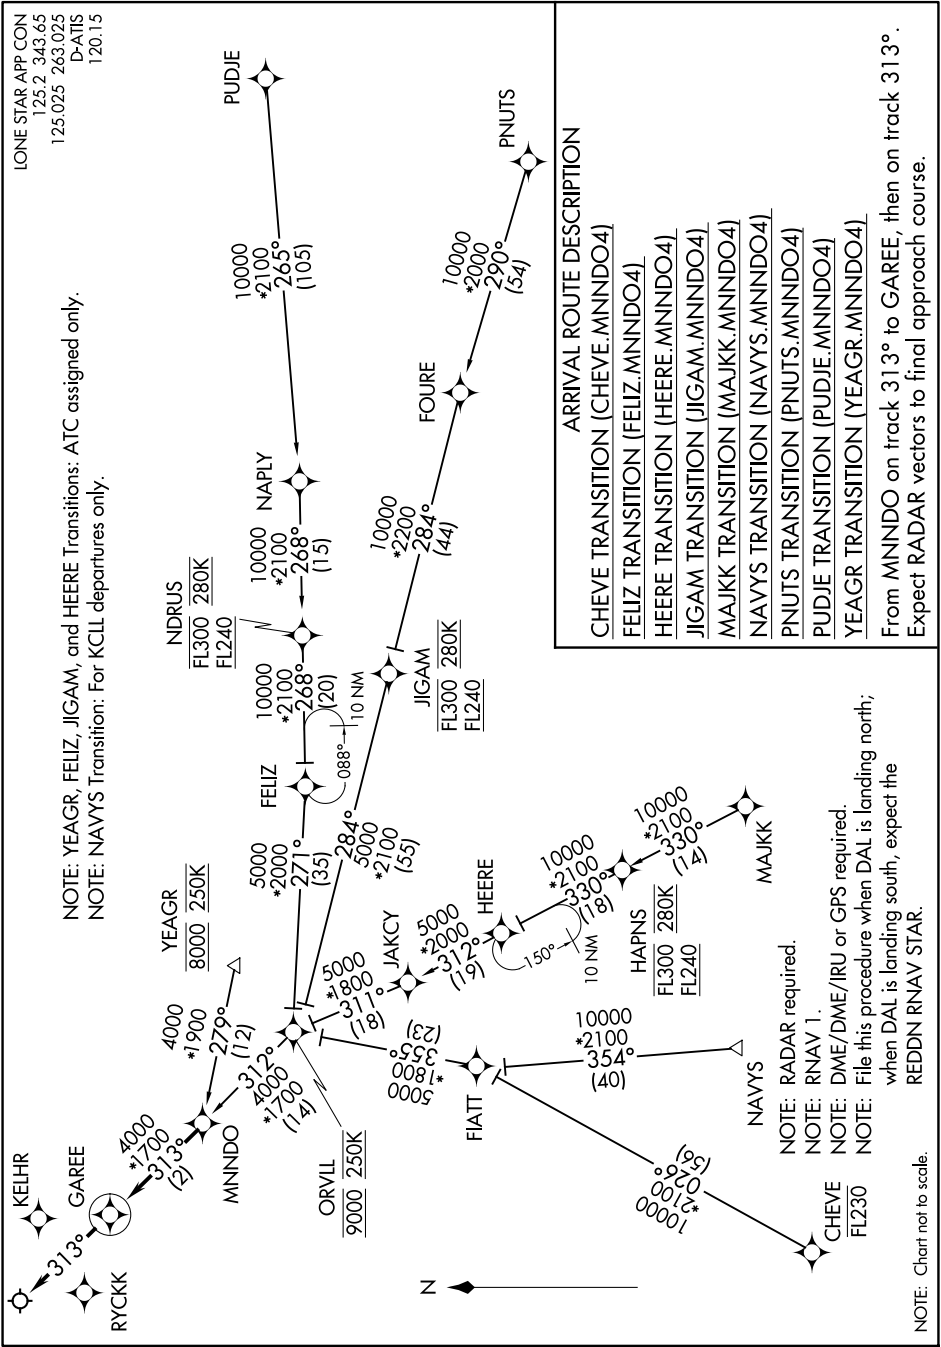 LONE STAR APP CON
125.2 343.65
125.025 263.025
D-ATIS
120.15
NOTE: YEAGR, FELIZ, JIGAM, and HEERE Transitions: ATC assigned only.
NOTE: NAVYS Transition: For KCLL departures only.
KELHR
GAREE
313°
RYCKK
4000
*1700
313°
(2)
MNNDO
YEAGR
8000 250K
4000
*1900
279°
(12)
312°
4000
*1700
(14)
ORVLL
9000 250K
5000
*2000
271°
(35)
FELIZ
088°
10 NM
10000
*2100
268°
(20)
NDRUS
FL300 280K
FL240
10000
*2100
268°
(15)
NAPLY
10000
*2100
265°
(105)
PUDJE
284°
5000
*2100
(55)
JIGAM
FL300 280K
FL240
10000
*2200
284°
(44)
FOURE
10000
*2000
290°
(54)
PNUTS
5000
*1800
311°
(18)
JAKCY
5000
*2000
312°
(19)
HEERE
150°
10 NM
10000
*2100
330°
(18)
HAPNS
FL300 280K
FL240
10000
*2100
330°
(14)
MAJKK
5000
*1800
355°
(23)
FIATT
10000
*2100
354°
(40)
NAVYS
10000
*2100
026°
(56)
CHEVE
FL230
N
NOTE: RADAR required.
NOTE: RNAV 1.
NOTE: DME/DME/IRU or GPS required.
NOTE: File this procedure when DAL is landing north;
when DAL is landing south, expect the
REDDN RNAV STAR.
NOTE: Chart not to scale.
ARRIVAL ROUTE DESCRIPTION
CHEVE TRANSITION (CHEVE.MNNDO4)
FELIZ TRANSITION (FELIZ.MNNDO4)
HEERE TRANSITION (HEERE.MNNDO4)
JIGAM TRANSITION (JIGAM.MNNDO4)
MAJKK TRANSITION (MAJKK.MNNDO4)
NAVYS TRANSITION (NAVYS.MNNDO4)
PNUTS TRANSITION (PNUTS.MNNDO4)
PUDJE TRANSITION (PUDJE.MNNDO4)
YEAGR TRANSITION (YEAGR.MNNDO4)
From MNNDO on track 313° to GAREE, then on track 313°.
Expect RADAR vectors to final approach course.